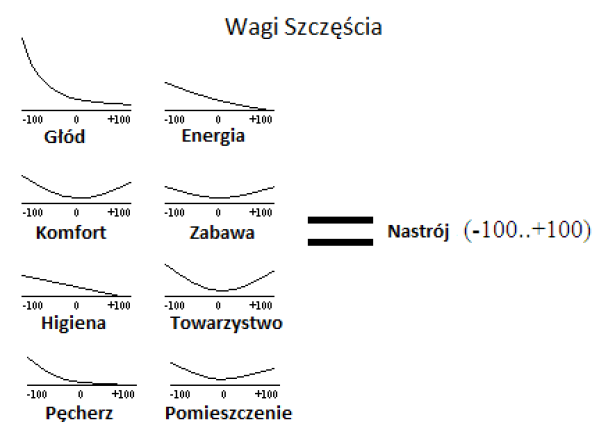 Wagi Szczęścia
-100 0 +100 -100 0 +100
Głód Energia
-100 0 +100 -100 0 +100
Komfort Zabawa
Nastrój (-100..+100)
-100 0 +100 -100 0 +100
Higiena Towarzystwo
-100 0 +100 -100 0 +100
Pęcherz Pomieszczenie